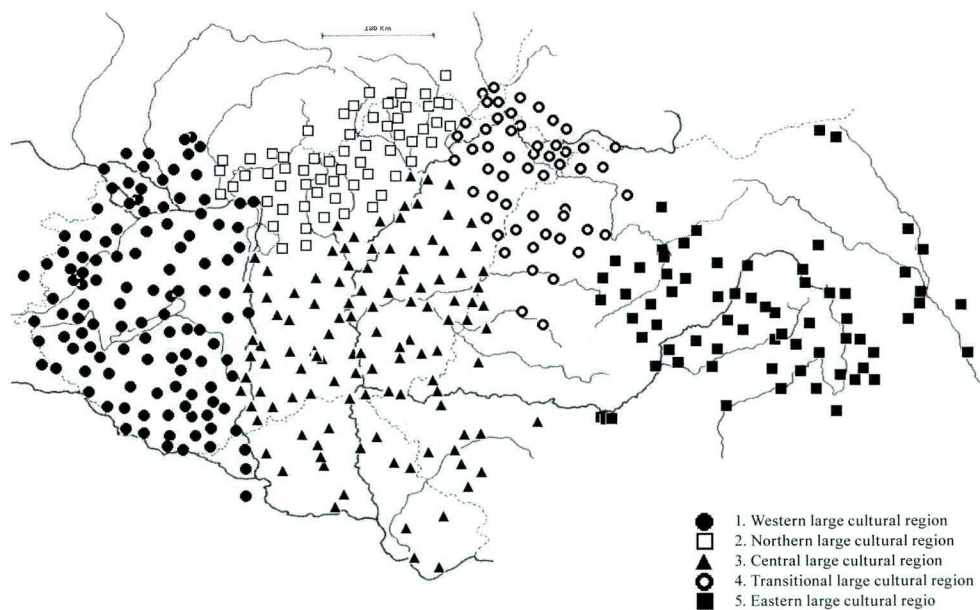 100 Km
1. Western large cultural region
2. Northern large cultural region
3. Central large cultural region
4. Transitional large cultural region
5. Eastern large cultural regio